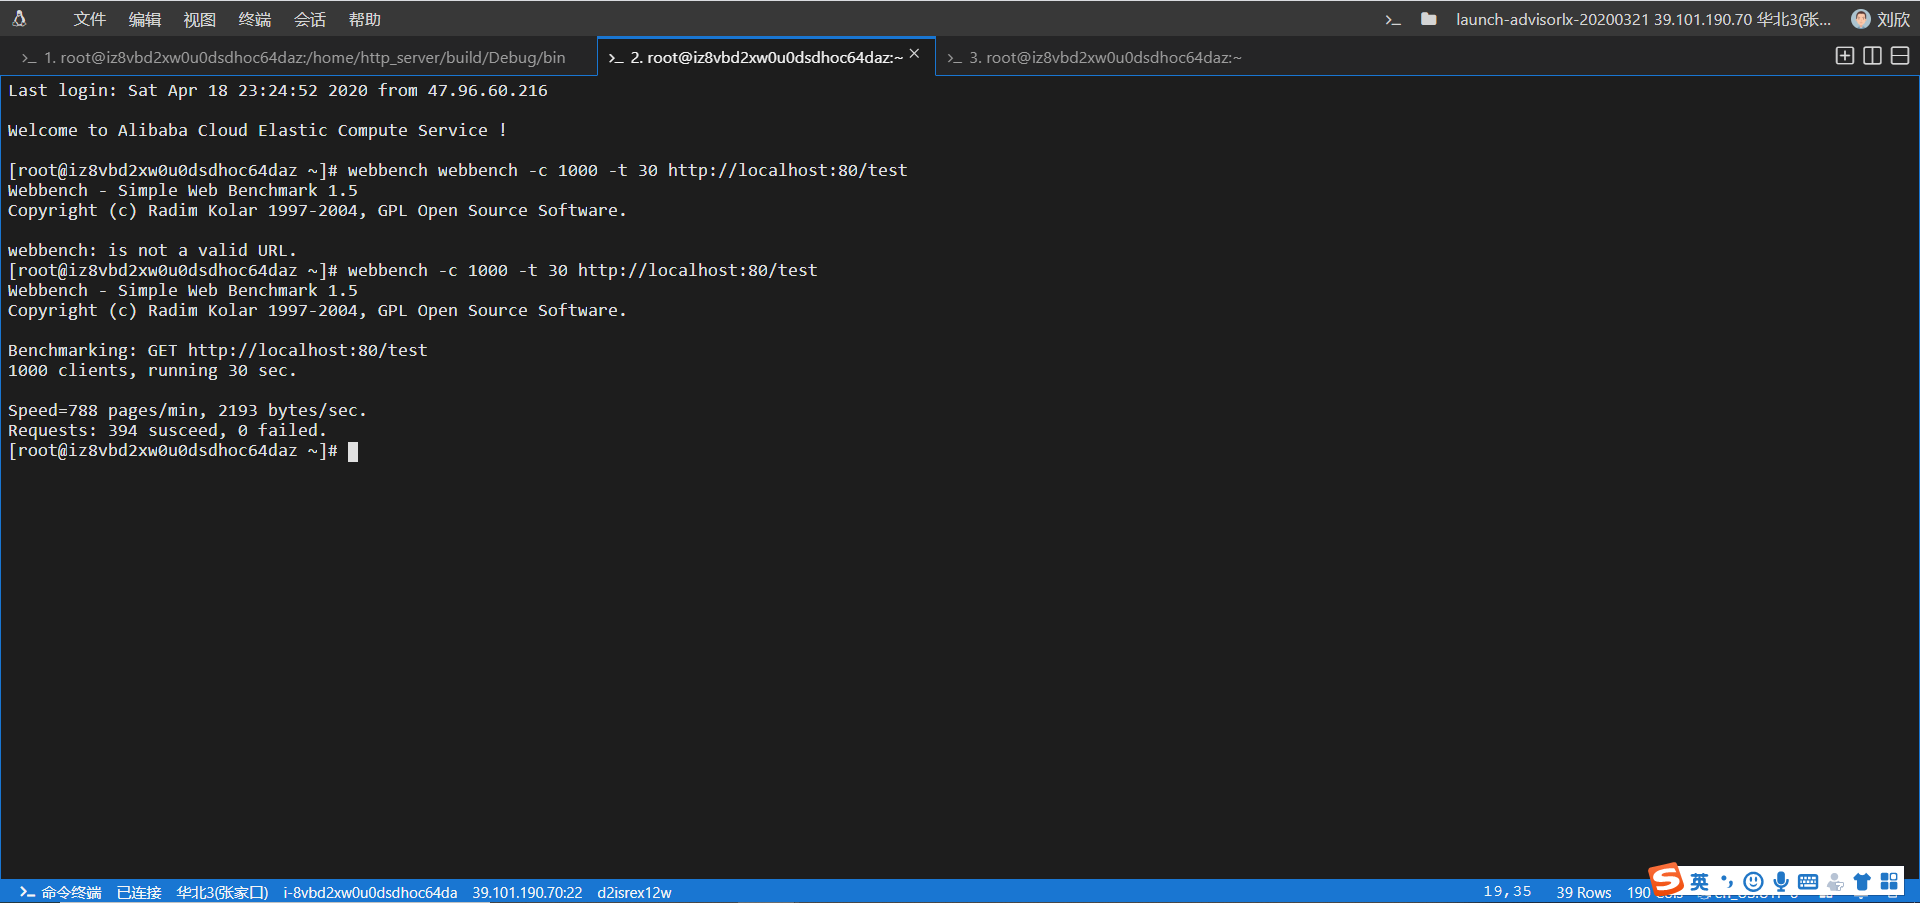 文件 编辑 视图 终端 会话 帮助 launch-advisorlx-20200321 39.101.190.70 华北3(张... 刘欣
>_ 1. root@iz8vbd2xw0u0dsdhoc64daz:/home/http_server/build/Debug/bin >_ 2. root@iz8vbd2xw0u0dsdhoc64daz:~ × >_ 3. root@iz8vbd2xw0u0dsdhoc64daz:~
Last login: Sat Apr 18 23:24:52 2020 from 47.96.60.216
Welcome to Alibaba Cloud Elastic Compute Service !
[root@iz8vbd2xw0u0dsdhoc64daz ~]# webbench webbench -c 1000 -t 30 http://localhost:80/test
Webbench - Simple Web Benchmark 1.5
Copyright (c) Radim Kolar 1997-2004, GPL Open Source Software.
webbench: is not a valid URL.
[root@iz8vbd2xw0u0dsdhoc64daz ~]# webbench -c 1000 -t 30 http://localhost:80/test
Webbench - Simple Web Benchmark 1.5
Copyright (c) Radim Kolar 1997-2004, GPL Open Source Software.
Benchmarking: GET http://localhost:80/test
1000 clients, running 30 sec.
Speed=788 pages/min, 2193 bytes/sec.
Requests: 394 susceed, 0 failed.
[root@iz8vbd2xw0u0dsdhoc64daz ~]#
>_ 命令终端 已连接 华北3(张家口) i-8vbd2xw0u0dsdhoc64da 39.101.190.70:22 d2isrex12w 19,35 39 Rows 190 英